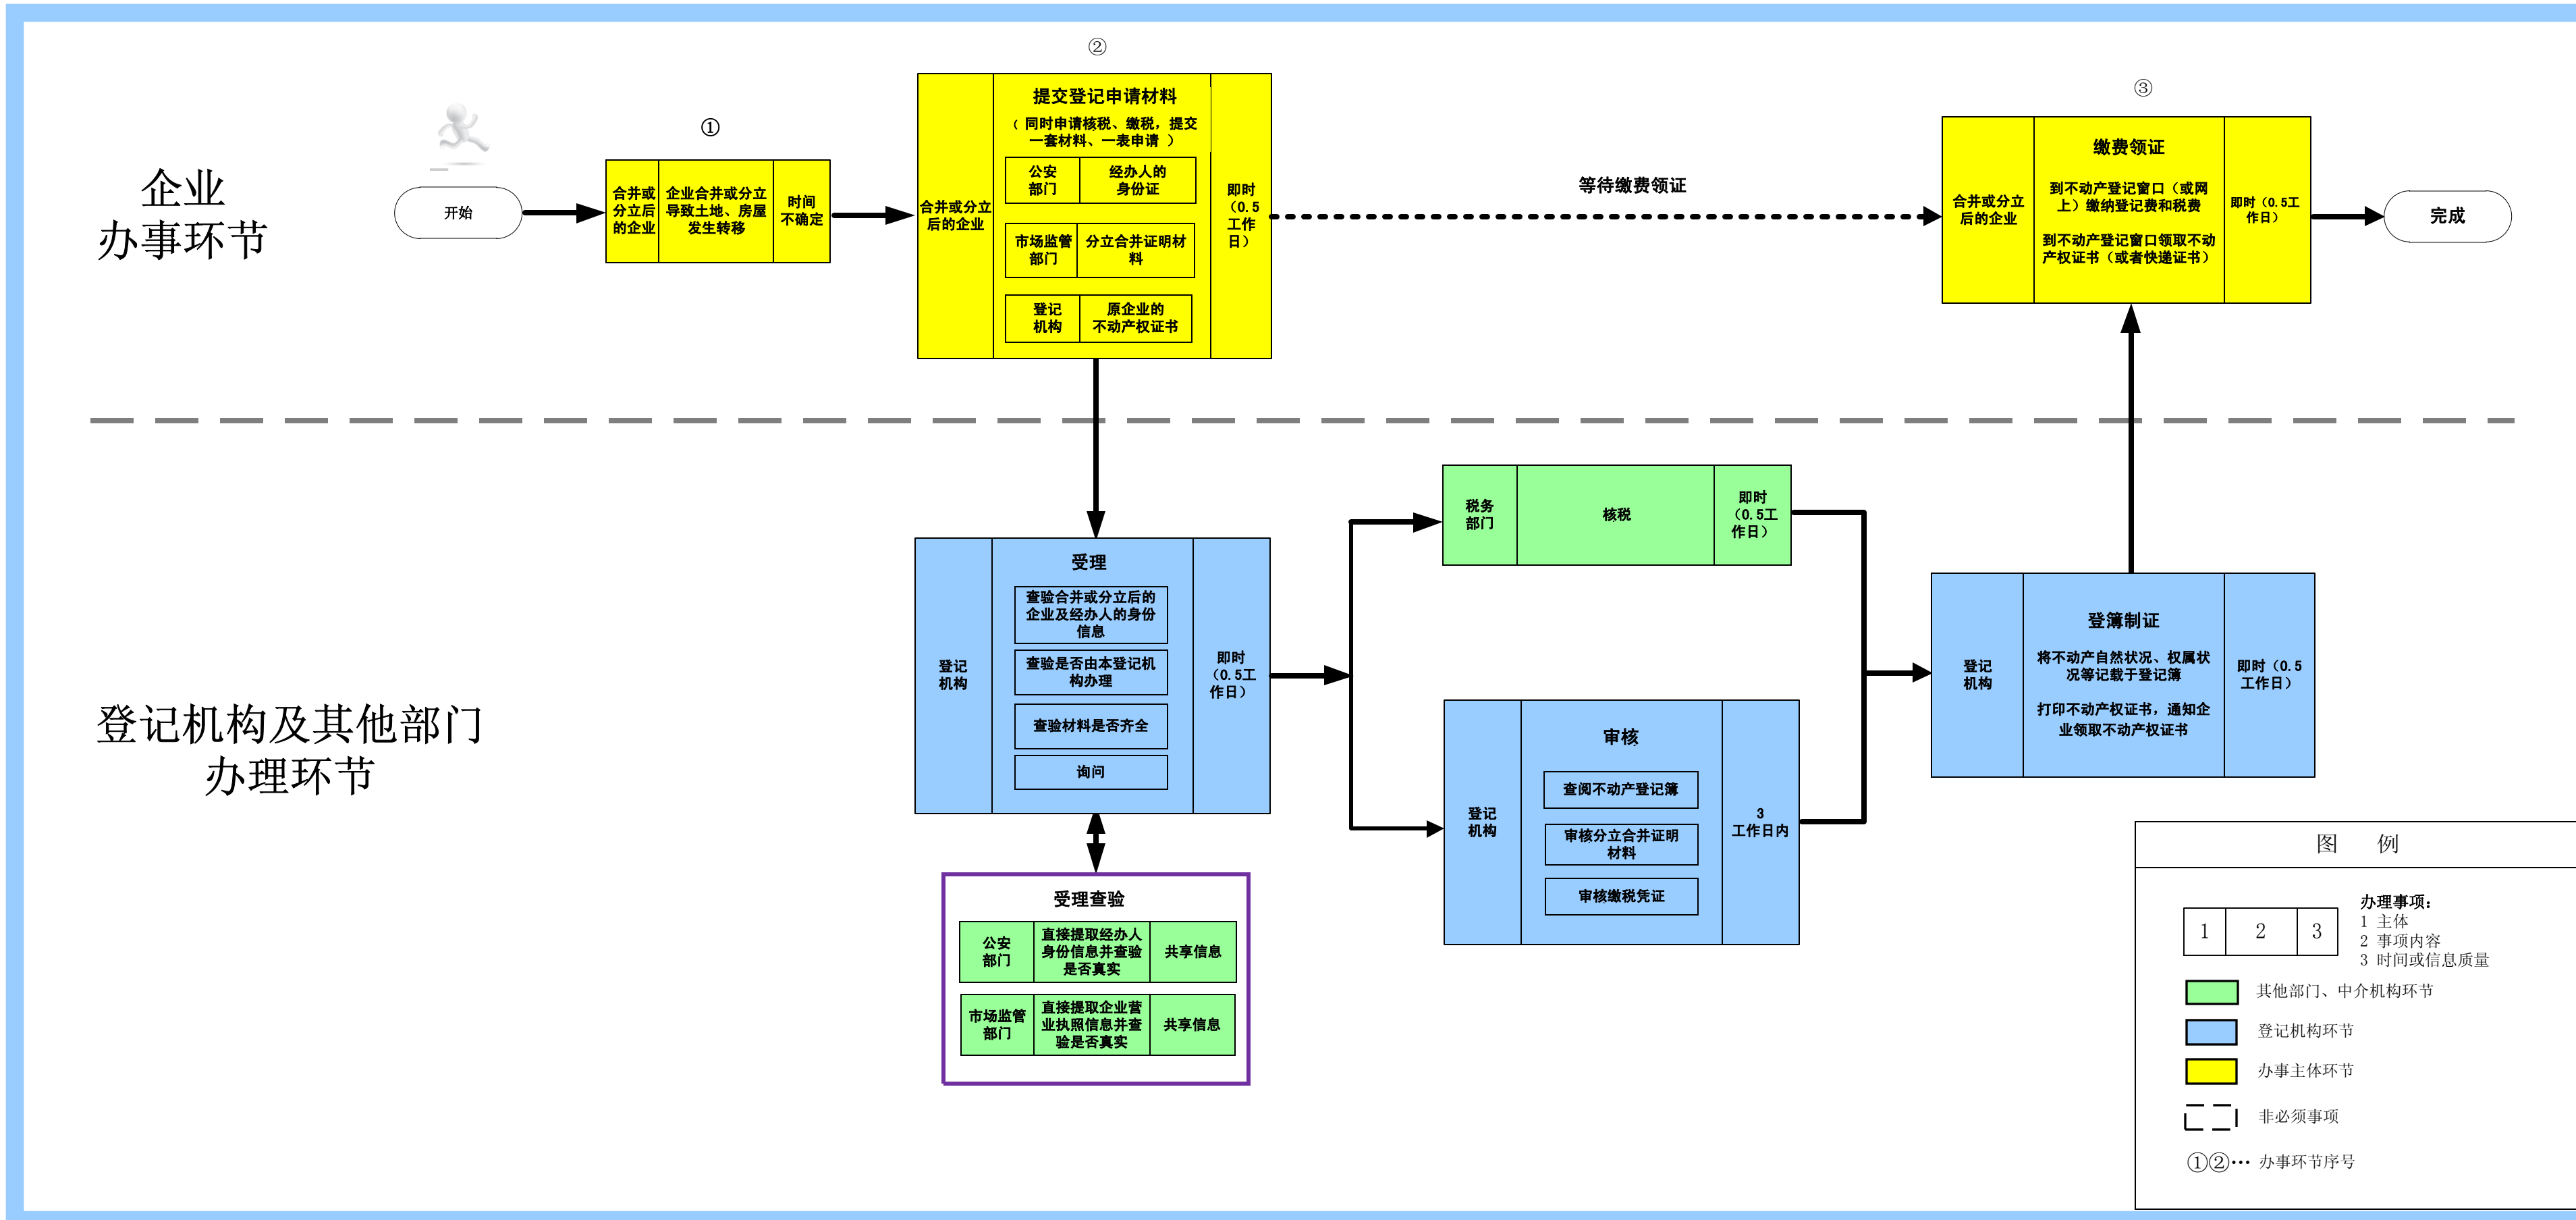 企业
办事环节
开始
①
合并或
分立后
的企业
企业合并或分立
导致土地、房屋
发生转移
时间
不确定
②
合并或分立
后的企业
提交登记申请材料
（ 同时申请核税、缴税，提交
一套材料、一表申请 ）
公安
部门
经办人的
身份证
市场监管
部门
分立合并证明材
料
登记
机构
原企业的
不动产权证书
即时
（0.5
工作
日）
等待缴费领证
③
合并或分立
后的企业
缴费领证
到不动产登记窗口（或网
上）缴纳登记费和税费
到不动产登记窗口领取不动
产权证书（或者快递证书）
即时（0.5工
作日）
完成
登记机构及其他部门
办理环节
登记
机构
受理
查验合并或分立后的
企业及经办人的身份
信息
查验是否由本登记机
构办理
查验材料是否齐全
询问
即时
（0.5工
作日）
受理查验
公安
部门
直接提取经办人
身份信息并查验
是否真实
共享信息
市场监管
部门
直接提取企业营
业执照信息并查
验是否真实
共享信息
税务
部门
核税
即时
（0.5工
作日）
登记
机构
审核
查阅不动产登记簿
审核分立合并证明
材料
审核缴税凭证
3
工作日内
登记
机构
登簿制证
将不动产自然状况、权属状
况等记载于登记簿
打印不动产权证书，通知企
业领取不动产权证书
即时（0.5
工作日）
图 例
1 2 3
办理事项：
1 主体
2 事项内容
3 时间或信息质量
其他部门、中介机构环节
登记机构环节
办事主体环节
非必须事项
①②… 办事环节序号